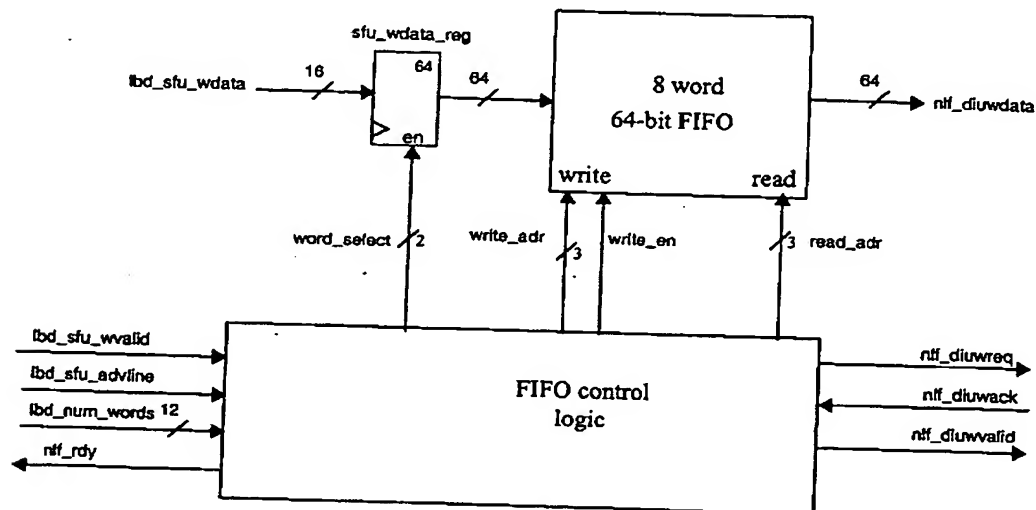 sfu_wdata_reg
lbd_sfu_wdata
16
64
64
en
8 word
64-bit FIFO
write
read
64
nlf_diuwdata
word_select
2
write_adr
3
write_en
3
read_adr
lbd_sfu_wvalid
lbd_sfu_advline
lbd_num_words
12
nlf_rdy
FIFO control
logic
nlf_diuwreq
nlf_diuwack
nlf_diuwvalid